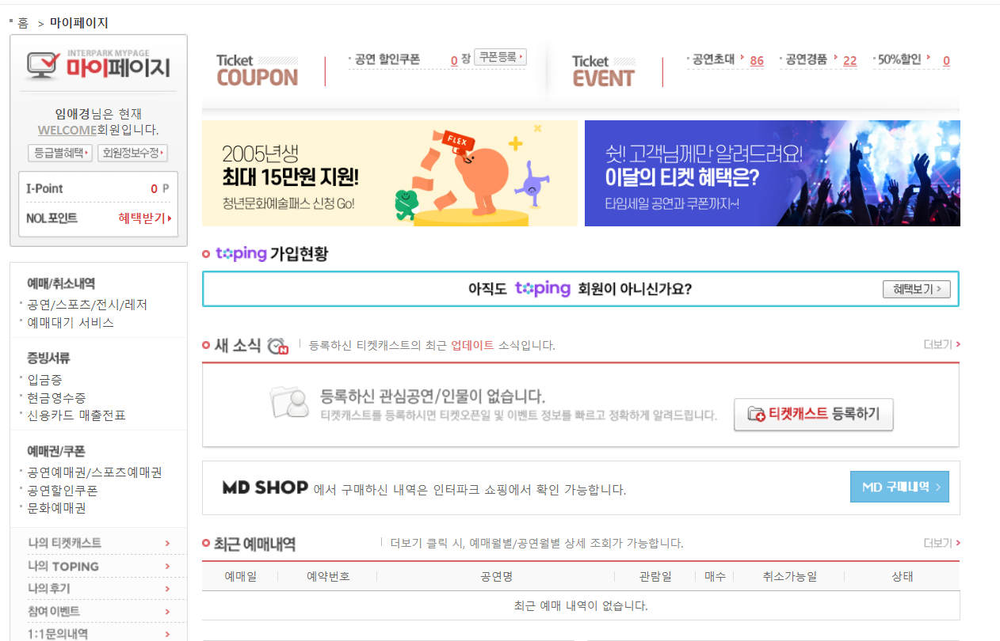 홈 > 마이페이지
INTERPARK MYPAGE
마이페이지
임애경님은 현재
WELCOME회원입니다.
등급별혜택 회원정보수정
I-Point 0 P
NOL 포인트 혜택받기
예매/취소내역
공연/스포츠/전시/레저
예매대기 서비스
증빙서류
입금증
현금영수증
신용카드 매출전표
예매권/쿠폰
공연예매권/스포츠예매권
공연할인쿠폰
문화예매권
나의 티켓캐스트
나의 TOPING
나의 후기
참여 이벤트
1:1문의내역
Ticket
COUPON
공연 할인쿠폰 0 장 쿠폰등록
Ticket
EVENT
공연초대 86 공연경품 22 50%할인 0
2005년생
최대 15만원 지원!
청년문화예술패스 신청 Go!
FLEX
쉿! 고객님께만 알려드려요!
이달의 티켓 혜택은?
타임세일 공연과 쿠폰까지~!
toping 가입현황
아직도 toping 회원이 아니신가요? 혜택보기 >
새 소식 N 등록하신 티켓캐스트의 최근 업데이트 소식입니다. 더보기 >
등록하신 관심공연/인물이 없습니다.
티켓캐스트를 등록하시면 티켓오픈일 및 이벤트 정보를 빠르고 정확하게 알려드립니다.
티켓캐스트 등록하기
MD SHOP 에서 구매하신 내역은 인터파크 쇼핑에서 확인 가능합니다. MD 구매내역 >
최근 예매내역 더보기 클릭 시, 예매월별/공연월별 상세 조회가 가능합니다. 더보기 >
예매일 예약번호 공연명 관람일 매수 취소가능일 상태
최근 예매 내역이 없습니다.